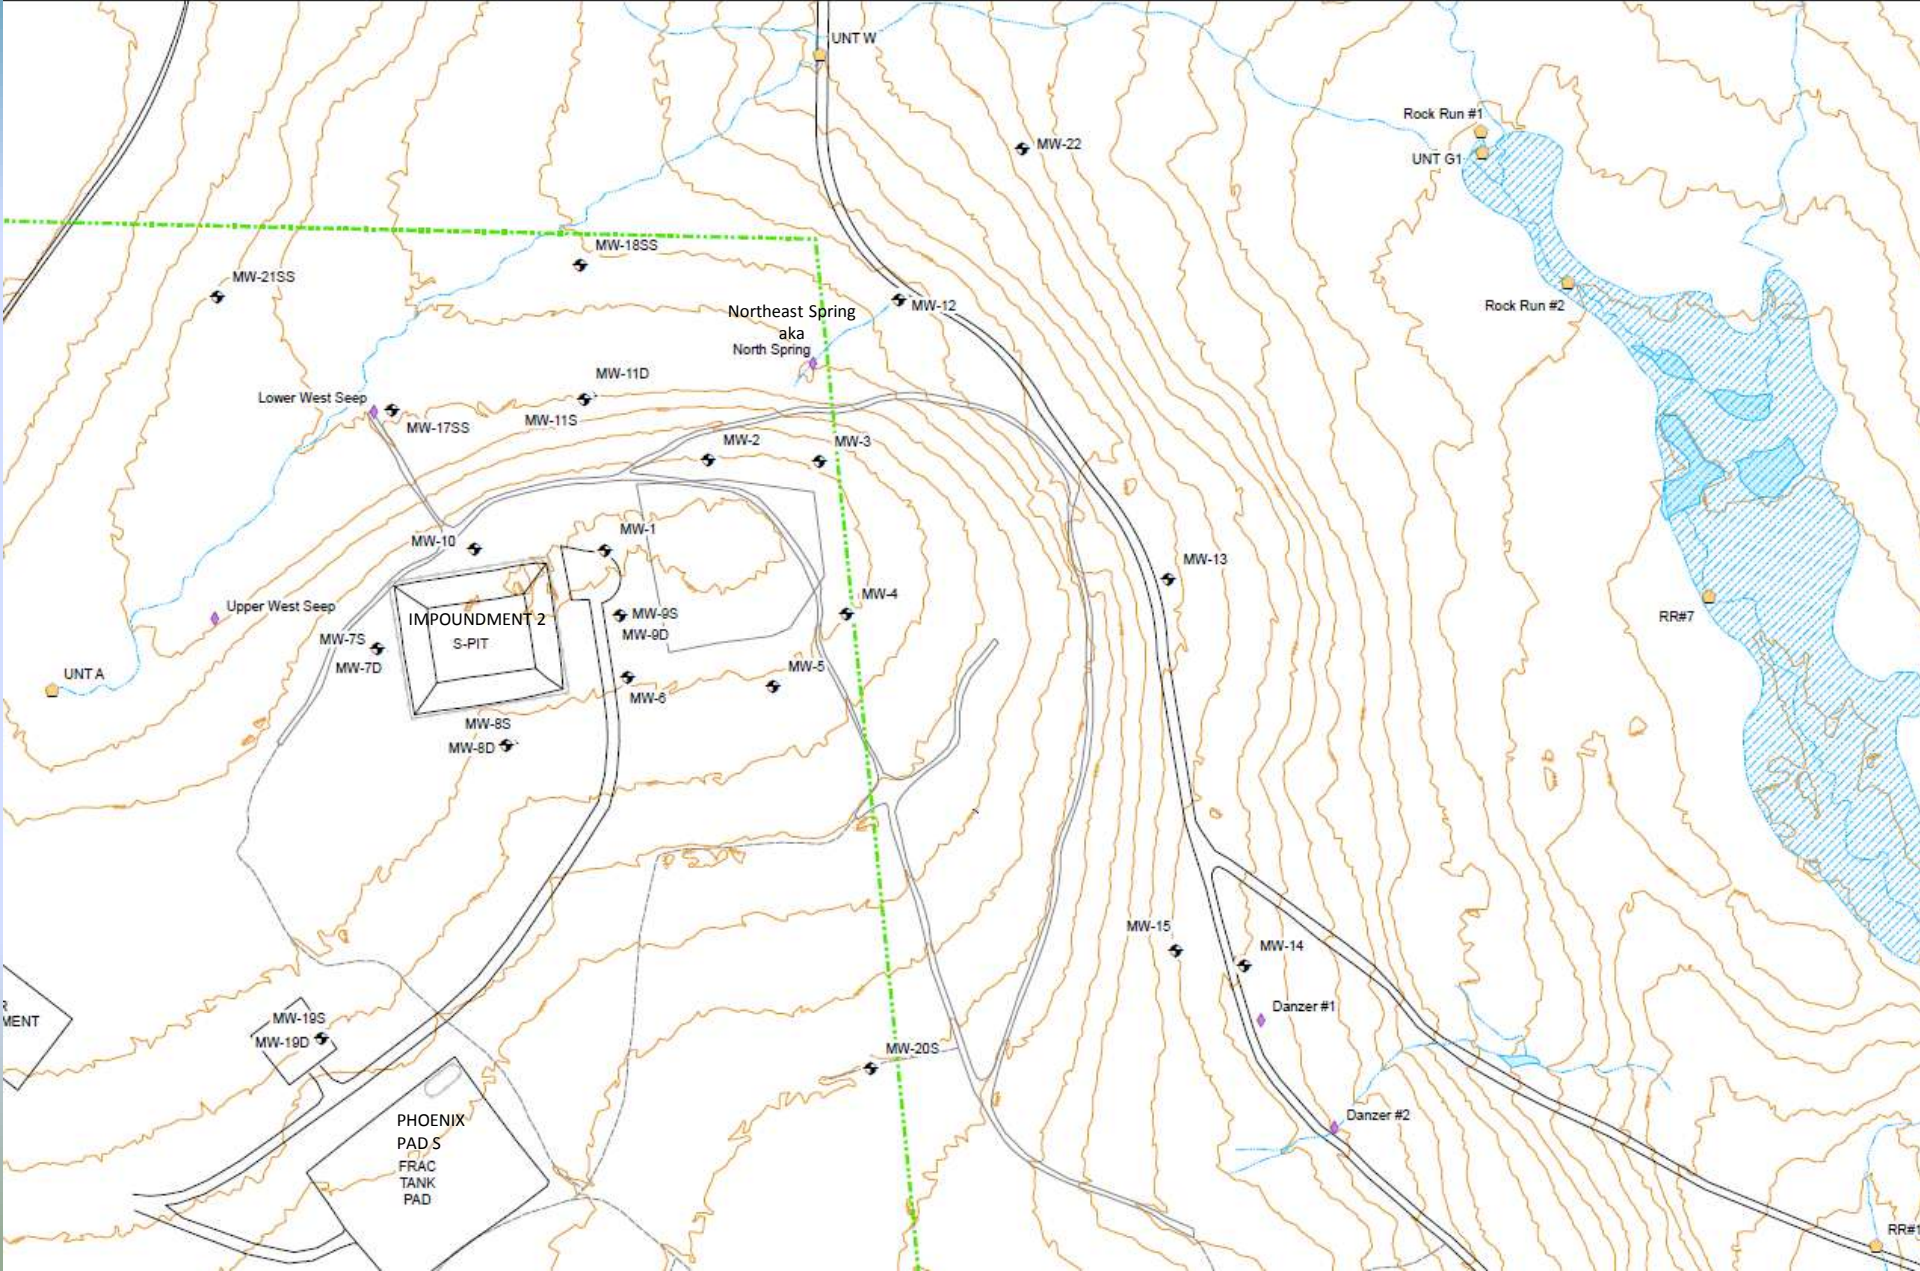 UNT W
Rock Run #1
MW-22
UNT G1
MW-18SS
MW-21SS
Northeast Spring
aka
North Spring
MW-12
Rock Run #2
MW-11D
Lower West Seep
MW-17SS
MW-11S
MW-2
MW-3
MW-1
MW-10
MW-13
MW-4
Upper West Seep
IMPOUNDMENT 2
S-PIT
MW-9S
MW-9D
RR#7
MW-7S
MW-7D
UNT A
MW-5
MW-6
MW-8S
MW-8D
MW-15
MW-14
Danzer #1
MENT
MW-19S
MW-19D
MW-20S
Danzer #2
PHOENIX
PAD S
FRAC
TANK
PAD
RR#1